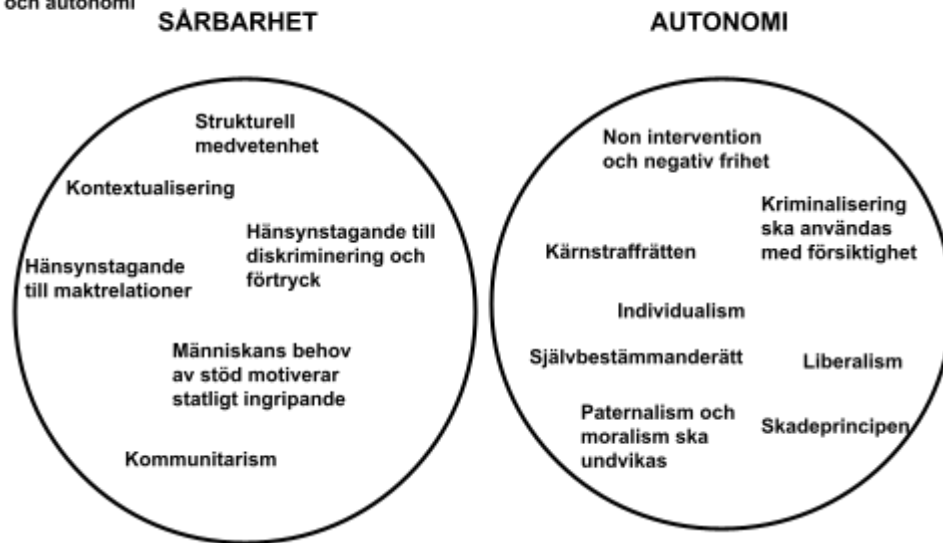 och autonomi
SÅRBARHET
AUTONOMI
Strukturell
medvetenhet
Kontextualisering
Hänsynstagande till
diskriminering och
förtryck
Hänsynstagande
till maktrelationer
Människans behov
av stöd motiverar
statligt ingripande
Kommunitarism
Non intervention
och negativ frihet
Kriminalisering
ska användas
med försiktighet
Kärnstraffrätten
Individualism
Självbestämmanderätt
Liberalism
Paternalism och
moralism ska
undvikas
Skadeprincipen